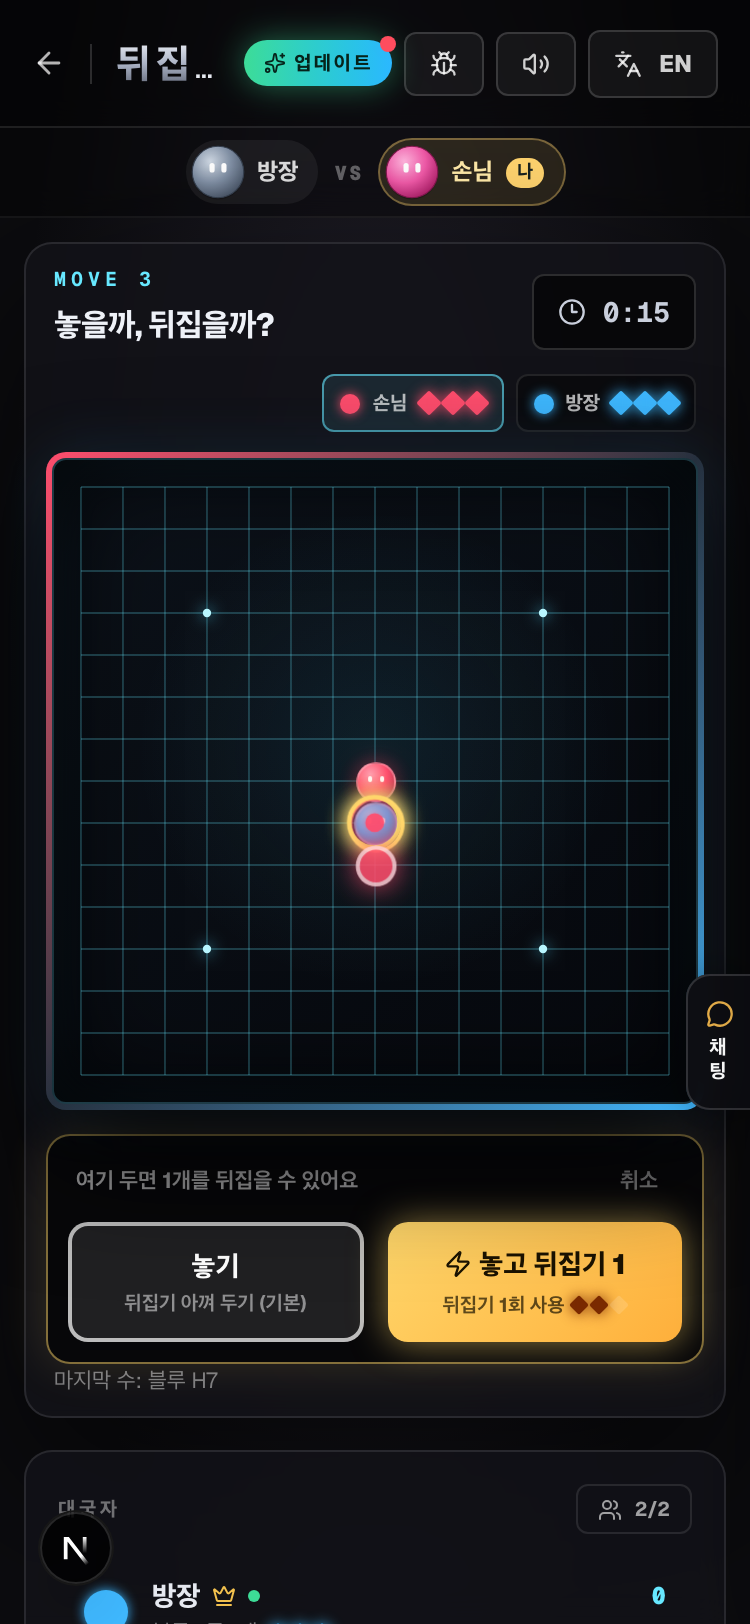 뒤집...
업데이트
EN
방장
VS
손님
나
MOVE 3
놓을까, 뒤집을까?
0:15
손님
방장
채팅
여기 두면 1개를 뒤집을 수 있어요
취소
놓기
뒤집기 아껴 두기 (기본)
놓고 뒤집기 1
뒤집기 1회 사용
마지막 수: 블루 H7
대국자
2/2
N
방장
0